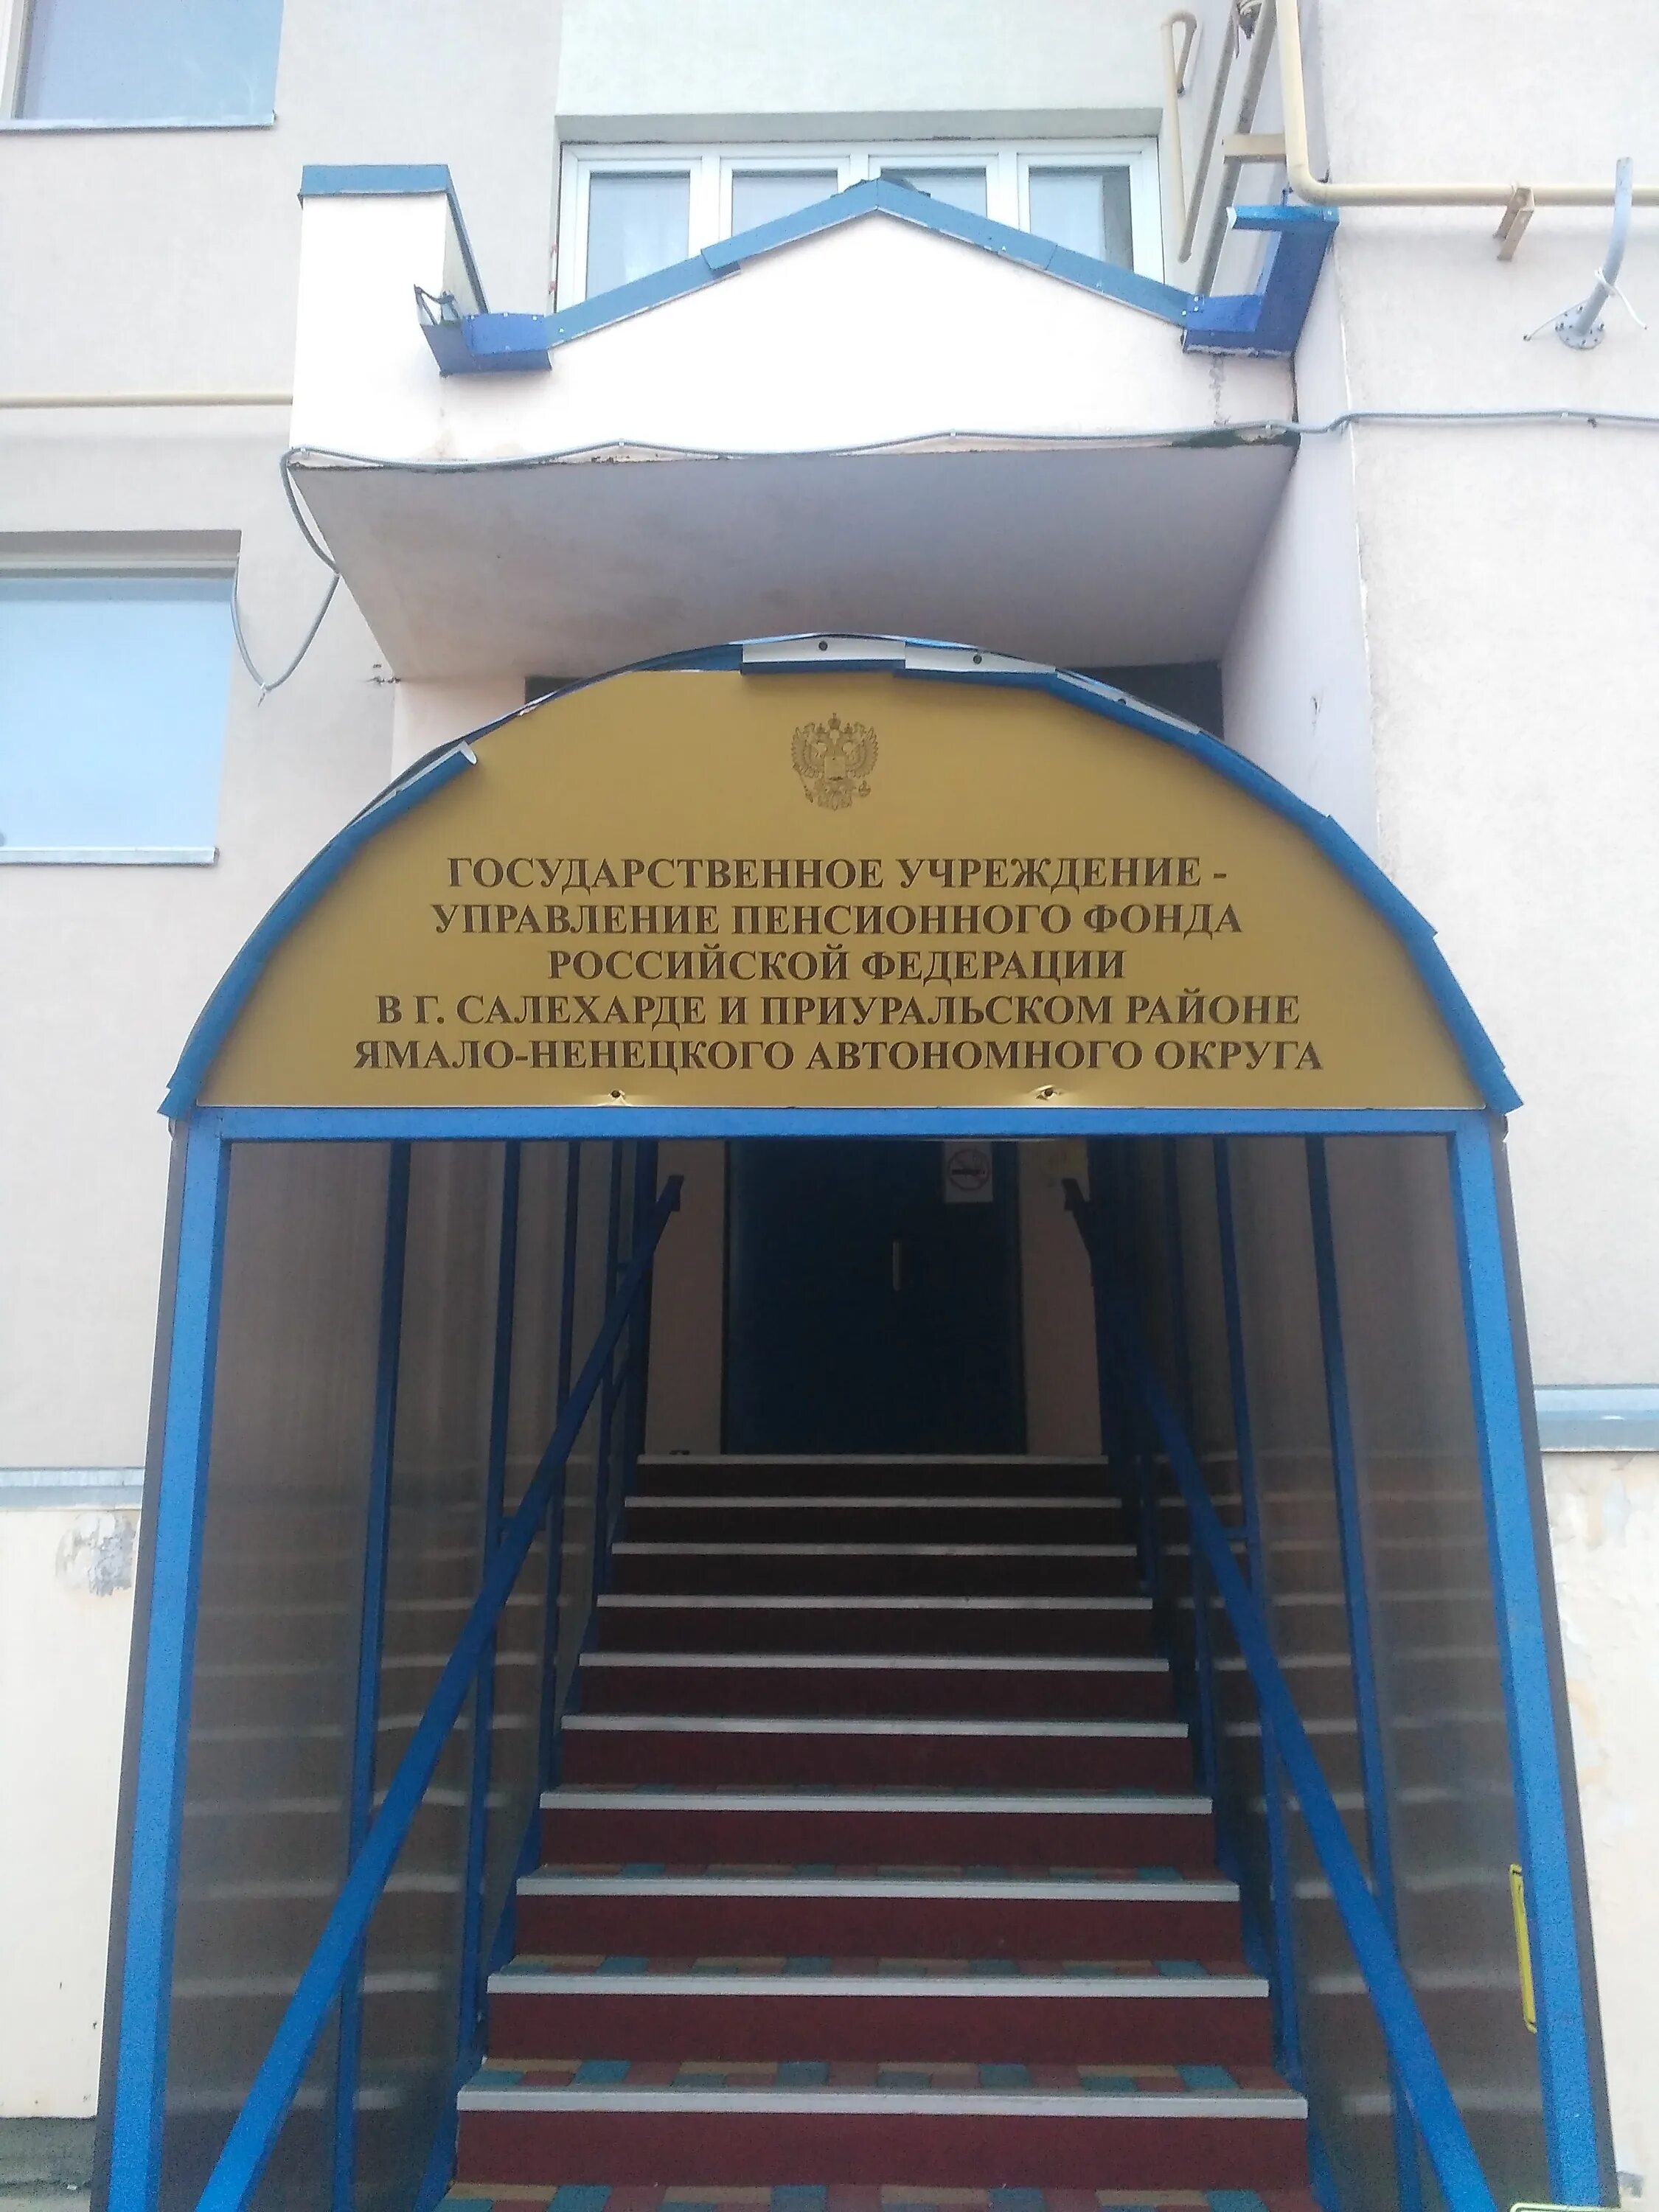 ГОСУДАРСТВЕННОЕ УЧРЕЖДЕНИЕ -
УПРАВЛЕНИЕ ПЕНСИОННОГО ФОНДА
РОССИЙСКОЙ ФЕДЕРАЦИИ
В Г. САЛЕХАРДЕ И ПРИУРАЛЬСКОМ РАЙОНЕ
ЯМАЛО-НЕНЕЦКОГО АВТОНОМНОГО ОКРУГА